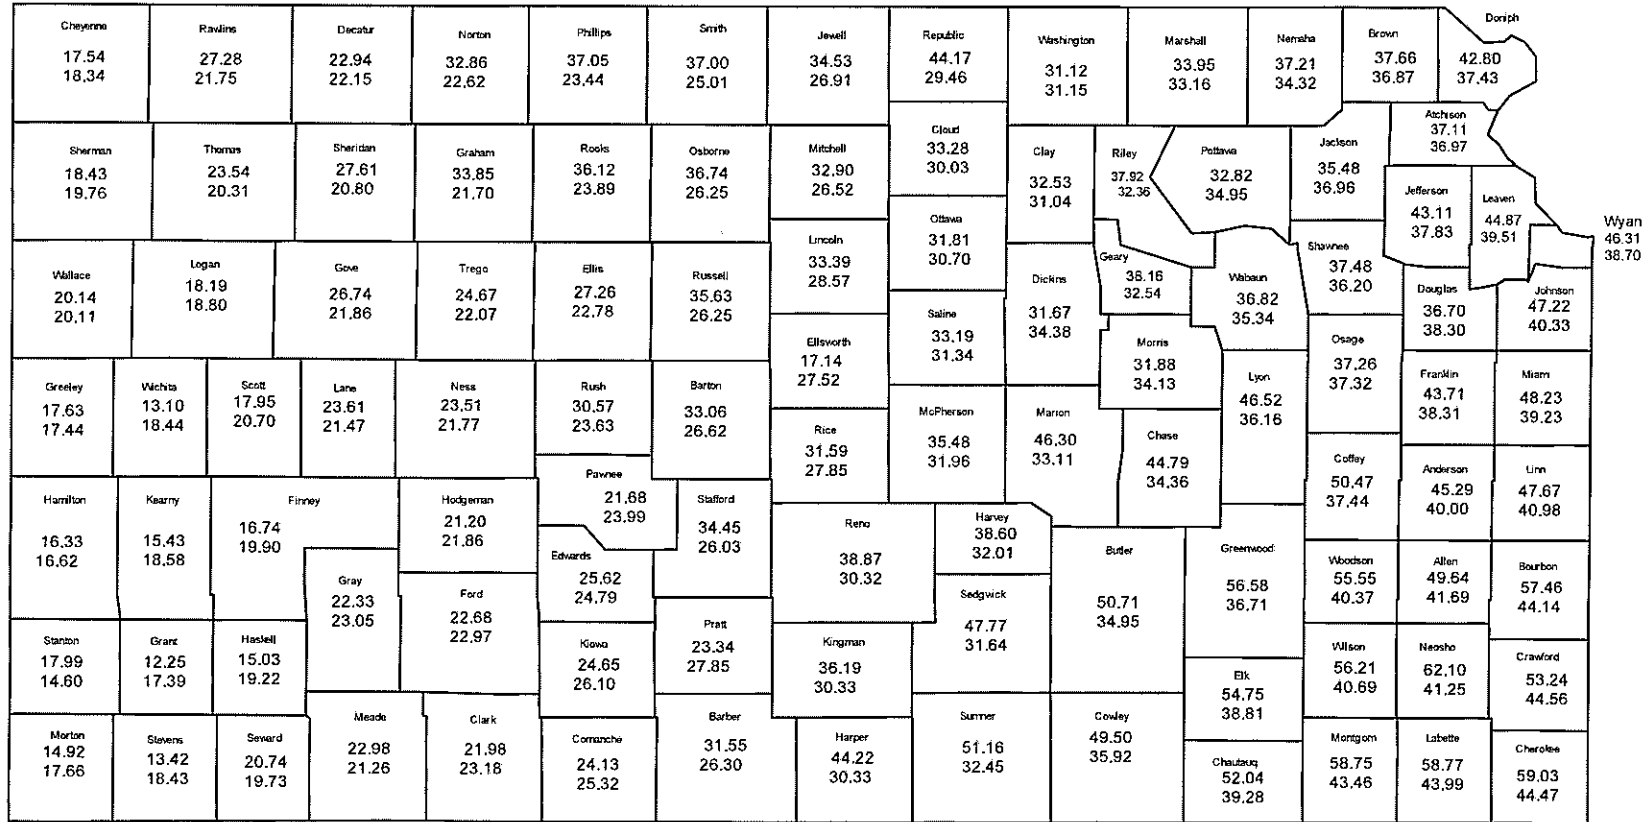 Cheyenne
17.54
18.34
Rawlins
27.28
21.75
Decatur
22.94
22.15
Norton
32.86
22.62
Phillips
37.05
23.44
Smith
37.00
25.01
Jewell
34.53
26.91
Republic
44.17
29.46
Washington
31.12
31.15
Marshall
33.95
33.16
Nemaha
37.21
34.32
Brown
37.66
36.87
Doniph
42.80
37.43
Atchison
37.11
36.97
Sherman
18.43
19.76
Thomas
23.54
20.31
Sheridan
27.61
20.80
Graham
33.85
21.70
Rooks
36.12
23.89
Osborne
36.74
26.25
Mitchell
32.90
26.52
Cloud
33.28
30.03
Clay
32.53
31.04
Riley
37.92
32.36
Pottawa
32.82
34.95
Jackson
35.48
36.96
Jefferson
43.11
37.83
Leaven
44.87
39.51
Wyan
46.31
38.70
Wallace
20.14
20.11
Logan
18.19
18.80
Gove
26.74
21.86
Trego
24.67
22.07
Ellis
27.26
22.78
Russell
35.63
26.25
Lincoln
33.39
28.57
Ottawa
31.81
30.70
Dickins
31.67
34.38
Geary
38.16
32.54
Wabaun
36.82
35.34
Shawnee
37.48
36.20
Douglas
36.70
38.30
Johnson
47.22
40.33
Ellsworth
17.14
27.52
Saline
33.19
31.34
Morris
31.88
34.13
Osage
37.26
37.32
Greeley
17.63
17.44
Wichita
13.10
18.44
Scott
17.95
20.70
Lane
23.61
21.47
Ness
23.51
21.77
Rush
30.57
23.63
Barton
33.06
26.62
Rice
31.59
27.85
McPherson
35.48
31.96
Marion
46.30
33.11
Chase
44.79
34.36
Lyon
46.52
36.16
Franklin
43.71
38.31
Miami
48.23
39.23
Hamilton
16.33
16.62
Kearny
15.43
18.58
Finney
16.74
19.90
Hodgeman
21.20
21.86
Pawnee
21.68
23.99
Stafford
34.45
26.03
Reno
38.87
30.32
Harvey
38.60
32.01
Butler
50.71
34.95
Greenwood
56.58
36.71
Coffey
50.47
37.44
Anderson
45.29
40.00
Linn
47.67
40.98
Gray
22.33
23.05
Ford
22.68
22.97
Edwards
25.62
24.79
Sedgwick
47.77
31.64
Woodson
55.55
40.37
Allen
49.64
41.69
Bourbon
57.46
44.14
Stanton
17.99
14.60
Grant
12.25
17.39
Haskell
15.03
19.22
Kiowa
24.65
26.10
Pratt
23.34
27.85
Kingman
36.19
30.33
Elk
54.75
38.81
Wilson
56.21
40.69
Neosho
62.10
41.25
Crawford
53.24
44.56
Morton
14.92
17.66
Stevens
13.42
18.43
Seward
20.74
19.73
Meade
22.98
21.26
Clark
21.98
23.18
Comanche
24.13
25.32
Barber
31.55
26.30
Harper
44.22
30.33
Sumner
51.16
32.45
Cowley
49.50
35.92
Chautauq
52.04
39.28
Montgom
58.75
43.46
Labette
58.77
43.99
Cherokee
59.03
44.47